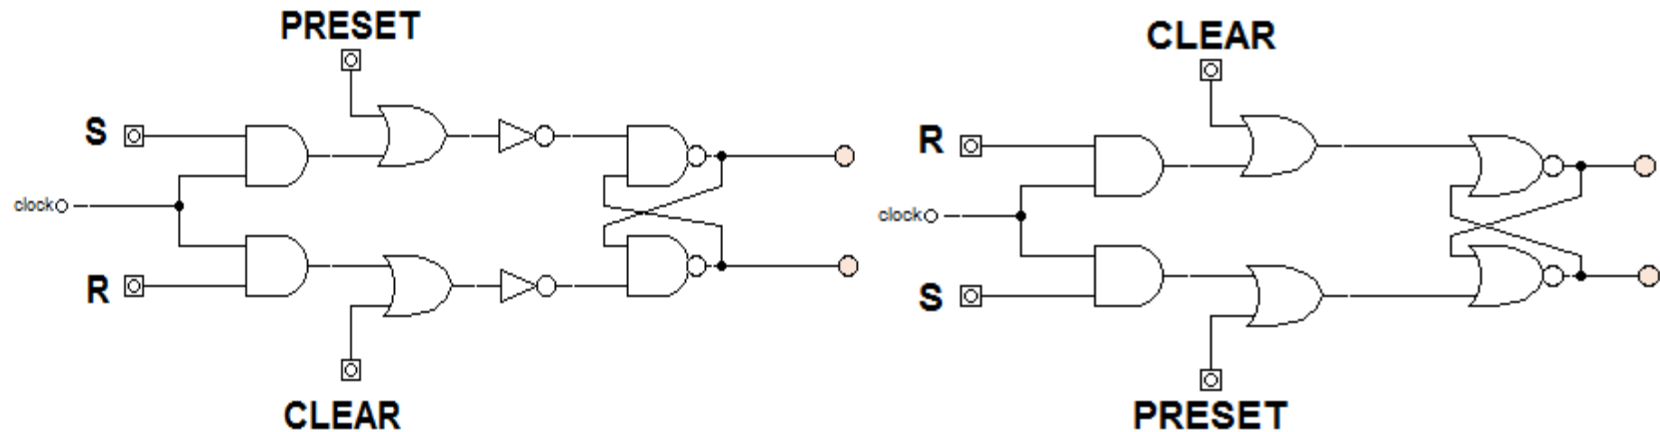 PRESET
S
clock
R
CLEAR
CLEAR
R
clock
S
PRESET